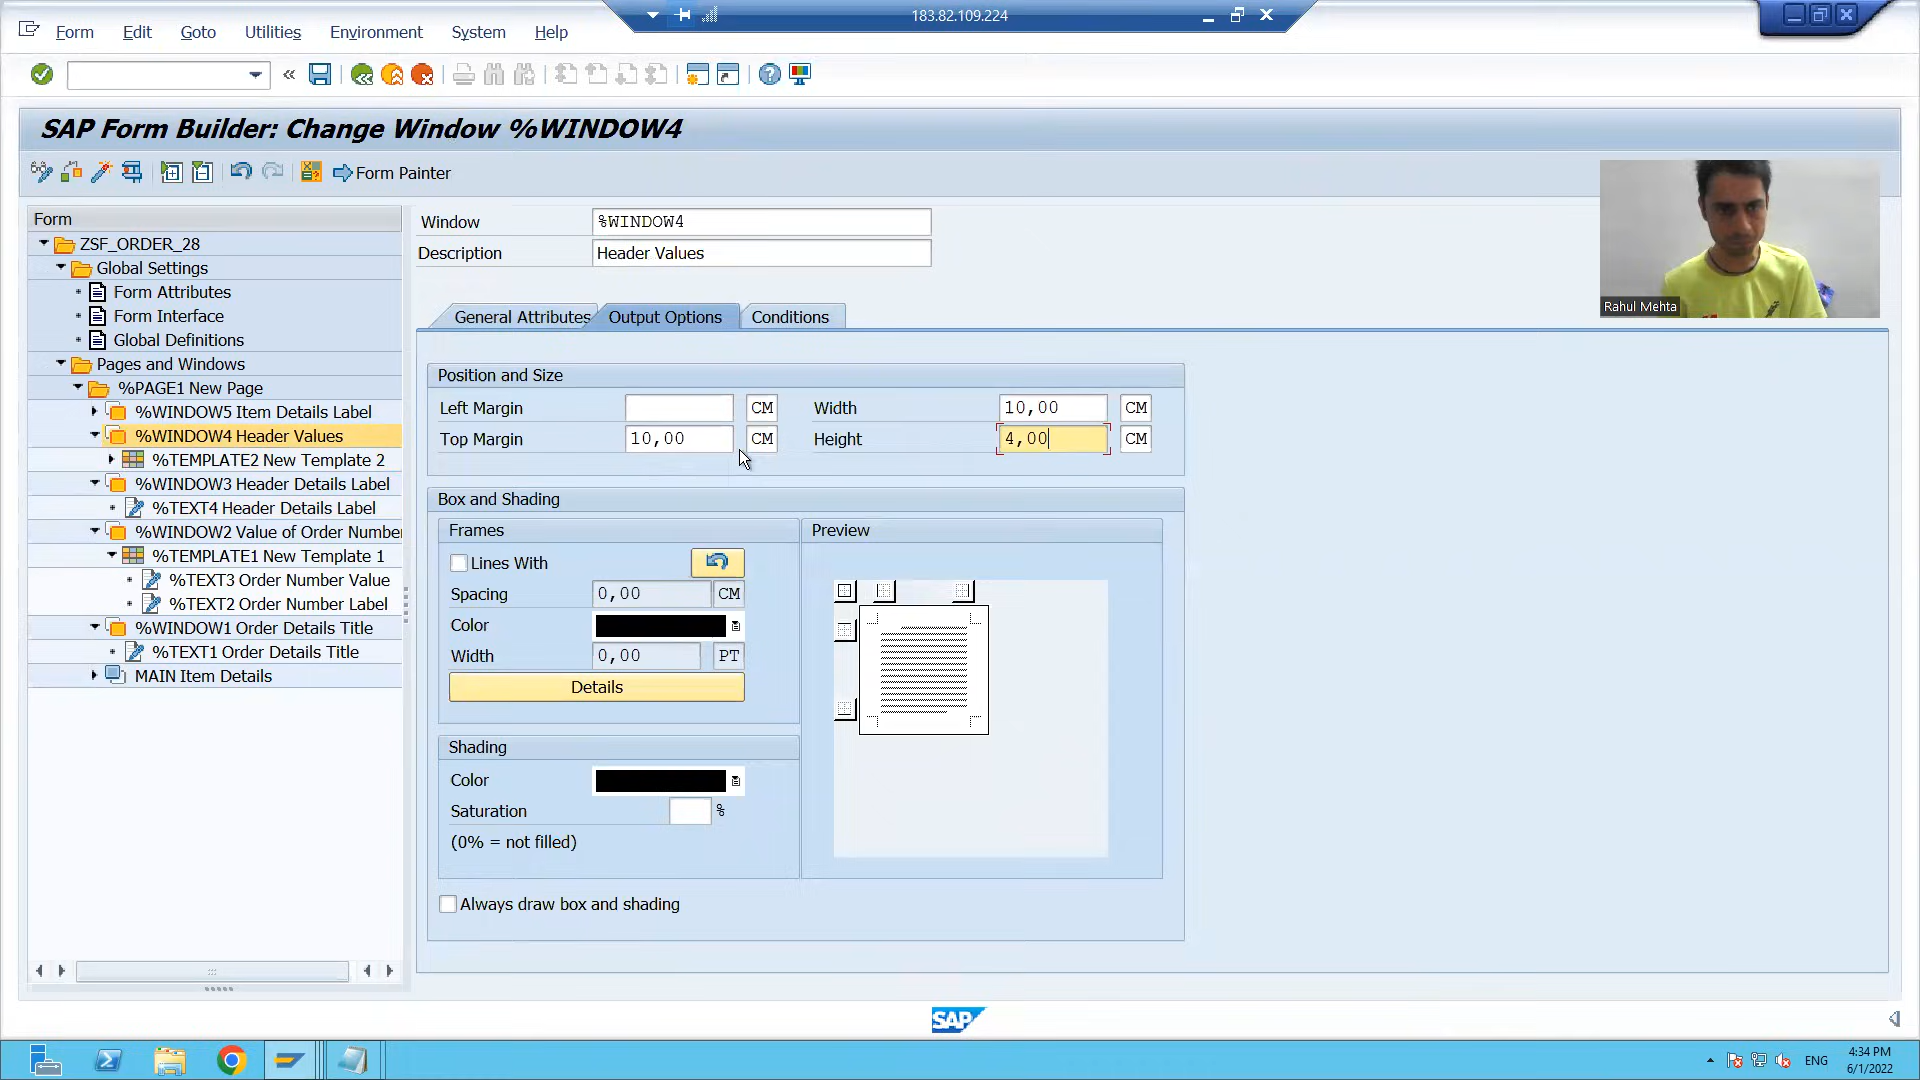 183.82.109.224
Form Edit Goto Utilities Environment System Help
SAP Form Builder: Change Window %WINDOW4
Form Painter
Form
ZSF_ORDER_28
Global Settings
Form Attributes
Form Interface
Global Definitions
Pages and Windows
%PAGE1 New Page
%WINDOW5 Item Details Label
%WINDOW4 Header Values
%TEMPLATE2 New Template 2
%WINDOW3 Header Details Label
%TEXT4 Header Details Label
%WINDOW2 Value of Order Numbe
%TEMPLATE1 New Template 1
%TEXT3 Order Number Value
%TEXT2 Order Number Label
%WINDOW1 Order Details Title
%TEXT1 Order Details Title
MAIN Item Details
Window %WINDOW4
Description Header Values
General Attributes Output Options Conditions
Position and Size
Left Margin CM Width 10,00 CM
Top Margin 10,00 CM Height 4,00 CM
Box and Shading
Frames
Lines With
Spacing 0,00 CM
Color
Width 0,00 PT
Details
Preview
Shading
Color
Saturation %
(0% = not filled)
Always draw box and shading
Rahul Mehta
SAP
ENG
4:34 PM
6/1/2022